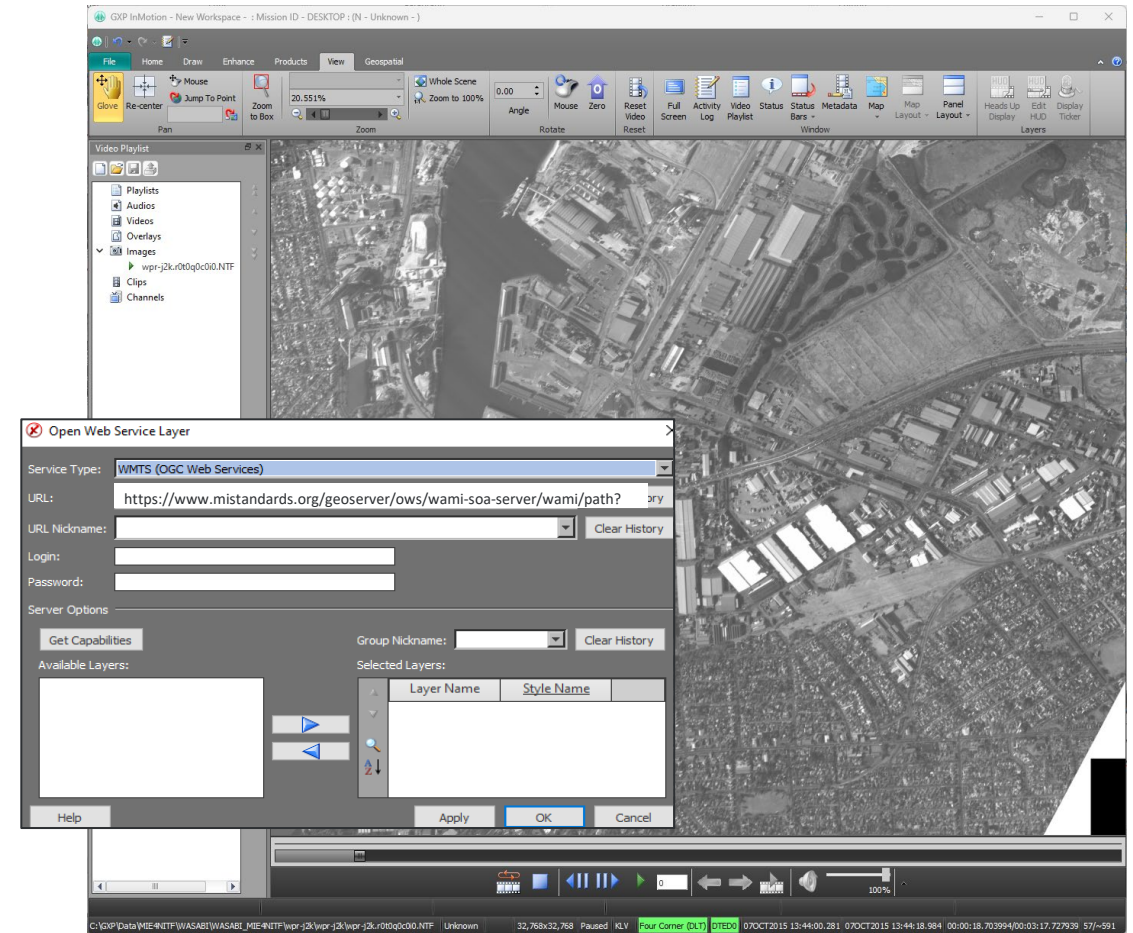 GXP InMotion - New Workspace - : Mission ID - DESKTOP : (N - Unknown - )
File Home Draw Enhance Products View Geospatial
Glove Re-center Mouse Jump To Point Zoom to Box 20.551% Whole Scene Zoom to 100% 0.00 Angle Mouse Zero Reset Video Full Screen Activity Log Video Playlist Status Status Bars Metadata Map Map Layout Panel Layout Heads Up Display Edit HUD Display Ticker
Pan Zoom Rotate Reset Window Layers
Video Playlist
Playlists
Audios
Videos
Overlays
Images
wpr-j2k.r0t0q0c0i0.NTF
Clips
Channels
Open Web Service Layer
Service Type: WMTS (OGC Web Services)
URL: https://www.mistandards.org/geoserver/ows/wami-soa-server/wami/path?
URL Nickname: Clear History
Login:
Password:
Server Options
Get Capabilities Group Nickname: Clear History
Available Layers: Selected Layers:
Layer Name Style Name
Help Apply OK Cancel
0 100%
C:\GXP\Data\MIE4NITF\WASABI\WASABI_MIE4NITF\wpr-j2k\wpr-j2k\wpr-j2k.r0t0q0c0i0.NTF Unknown 32,768x32,768 Paused KLV Four Corner (DLT) DTED0 07OCT2015 13:44:00.281 07OCT2015 13:44:18.984 00:00:18.703994/00:03:17.727939 57/~591